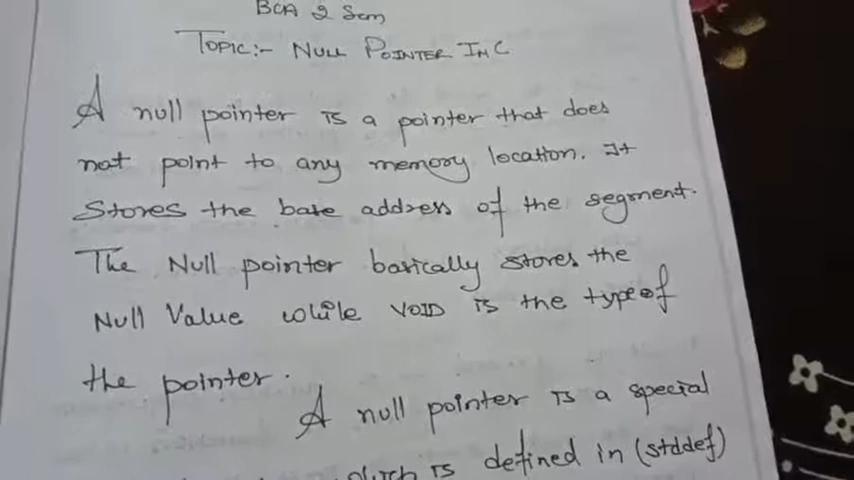 BCA 2 Sem
TOPIC:- NULL POINTER IN C
A null pointer is a pointer that does
not point to any memory location. It
Stores the base address of the segment.
The Null pointer basically stores the
Null Value while VOID is the type of
the pointer.
A null pointer is a special
which is defined in (stddef)